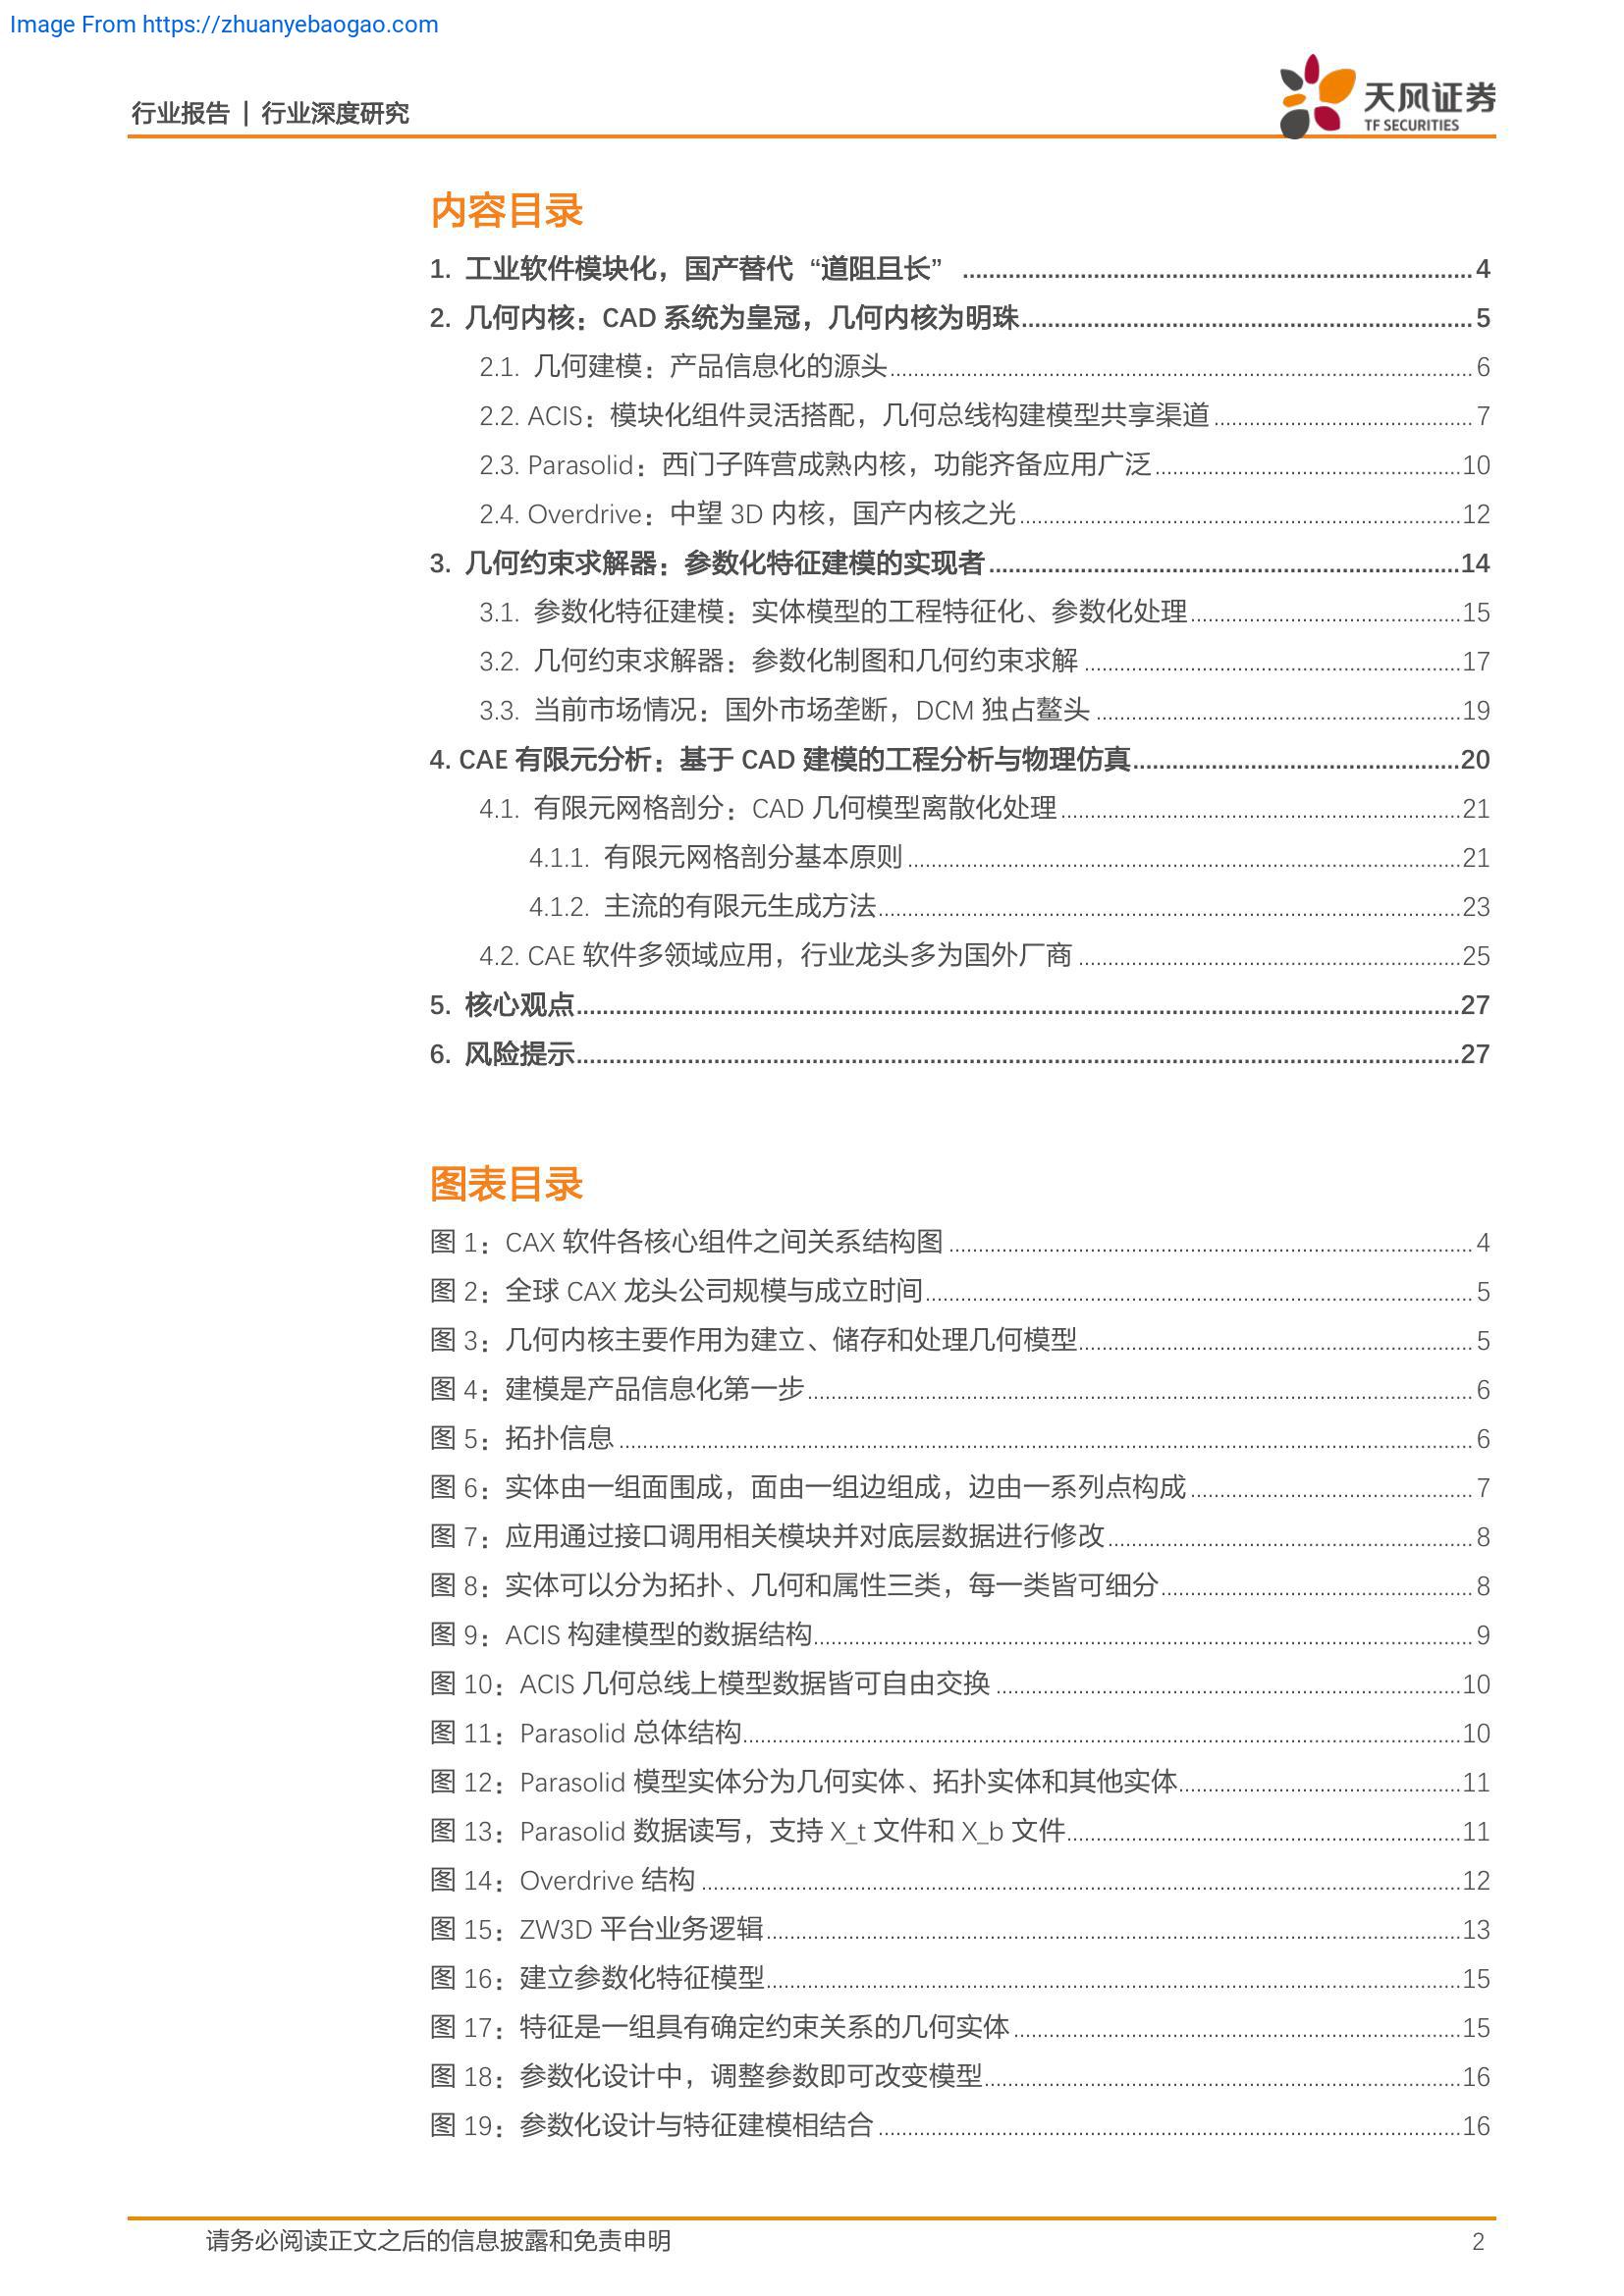 Image From https://zhuanyebaogao.com
行业报告 | 行业深度研究
天风证券
TF SECURITIES
内容目录
1. 工业软件模块化，国产替代“道阻且长” ........ 4
2. 几何内核：CAD 系统为皇冠，几何内核为明珠 ........ 5
2.1. 几何建模：产品信息化的源头 ........ 6
2.2. ACIS：模块化组件灵活搭配，几何总线构建模型共享渠道 ........ 7
2.3. Parasolid：西门子阵营成熟内核，功能齐备应用广泛 ........ 10
2.4. Overdrive：中望 3D 内核，国产内核之光 ........ 12
3. 几何约束求解器：参数化特征建模的实现者 ........ 14
3.1. 参数化特征建模：实体模型的工程特征化、参数化处理 ........ 15
3.2. 几何约束求解器：参数化制图和几何约束求解 ........ 17
3.3. 当前市场情况：国外市场垄断，DCM 独占鳌头 ........ 19
4. CAE 有限元分析：基于 CAD 建模的工程分析与物理仿真 ........ 20
4.1. 有限元网格剖分：CAD 几何模型离散化处理 ........ 21
4.1.1. 有限元网格剖分基本原则 ........ 21
4.1.2. 主流的有限元生成方法 ........ 23
4.2. CAE 软件多领域应用，行业龙头多为国外厂商 ........ 25
5. 核心观点 ........ 27
6. 风险提示 ........ 27
图表目录
图 1：CAX 软件各核心组件之间关系结构图 ........ 4
图 2：全球 CAX 龙头公司规模与成立时间 ........ 5
图 3：几何内核主要作用为建立、储存和处理几何模型 ........ 5
图 4：建模是产品信息化第一步 ........ 6
图 5：拓扑信息 ........ 6
图 6：实体由一组面围成，面由一组边组成，边由一系列点构成 ........ 7
图 7：应用通过接口调用相关模块并对底层数据进行修改 ........ 8
图 8：实体可以分为拓扑、几何和属性三类，每一类皆可细分 ........ 8
图 9：ACIS 构建模型的数据结构 ........ 9
图 10：ACIS 几何总线上模型数据皆可自由交换 ........ 10
图 11：Parasolid 总体结构 ........ 10
图 12：Parasolid 模型实体分为几何实体、拓扑实体和其他实体 ........ 11
图 13：Parasolid 数据读写，支持 X_t 文件和 X_b 文件 ........ 11
图 14：Overdrive 结构 ........ 12
图 15：ZW3D 平台业务逻辑 ........ 13
图 16：建立参数化特征模型 ........ 15
图 17：特征是一组具有确定约束关系的几何实体 ........ 15
图 18：参数化设计中，调整参数即可改变模型 ........ 16
图 19：参数化设计与特征建模相结合 ........ 16
请务必阅读正文之后的信息披露和免责申明
2